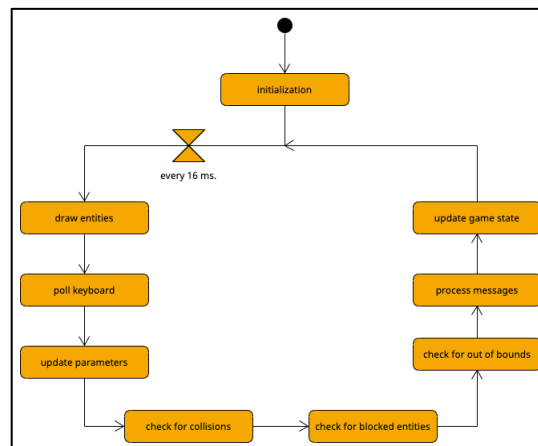 initialization
every 16 ms.
draw entities
poll keyboard
update parameters
check for collisions
check for blocked entities
check for out of bounds
process messages
update game state